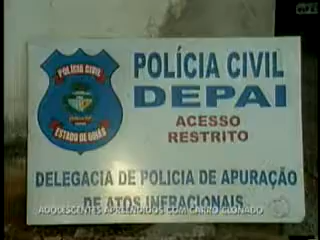 POLÍCIA CIVIL
DEPAI
ACESSO
RESTRITO
POLÍCIA CIVIL
ESTADO DE GOIÁS
DELEGACIA DE POLICIA DE APURAÇÃO
DE ATOS INFRACIONAIS
ADOLESCENTES APREENDIDOS COM CARRO CLONADO